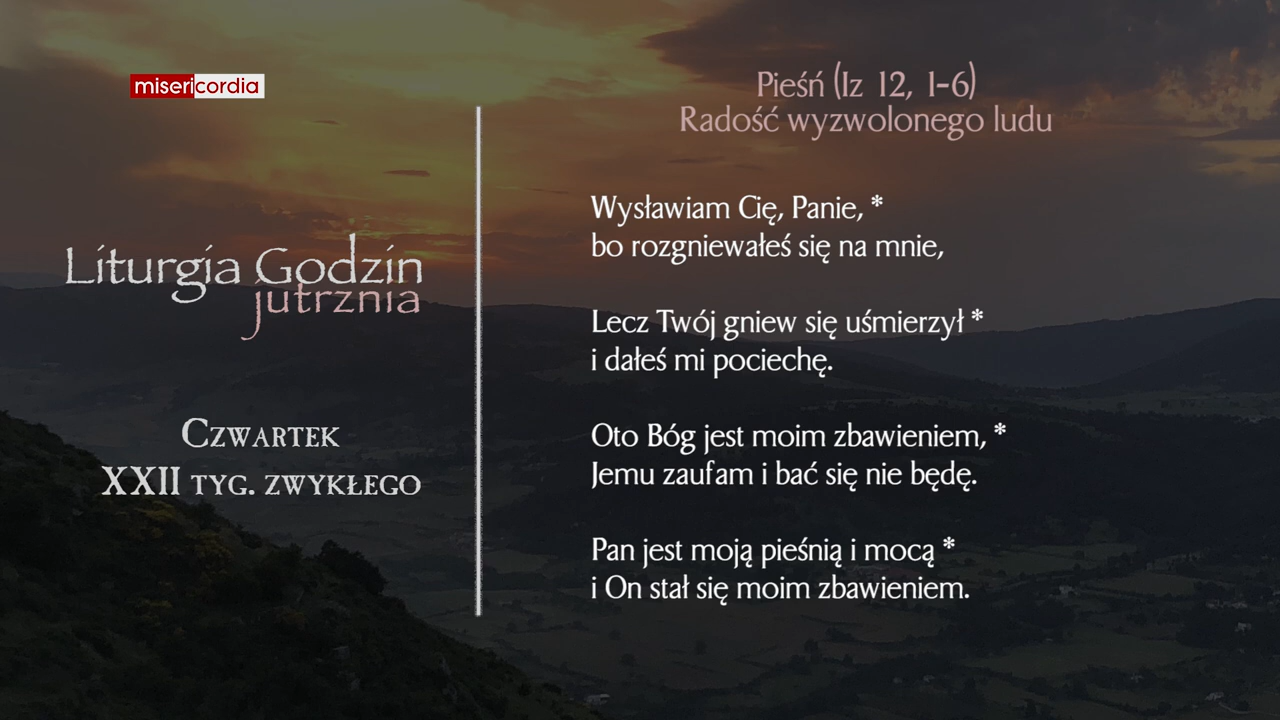 misericordia
Liturgia Godzin
jutrznia
Czwartek
XXII tyg. zwykłego
Pieśń (Iz 12, 1-6)
Radość wyzwolonego ludu
Wysławiam Cię, Panie, *
bo rozgniewałeś się na mnie,
Lecz Twój gniew się uśmierzył *
i dałeś mi pociechę.
Oto Bóg jest moim zbawieniem, *
Jemu zaufam i bać się nie będę.
Pan jest moją pieśnią i mocą *
i On stał się moim zbawieniem.